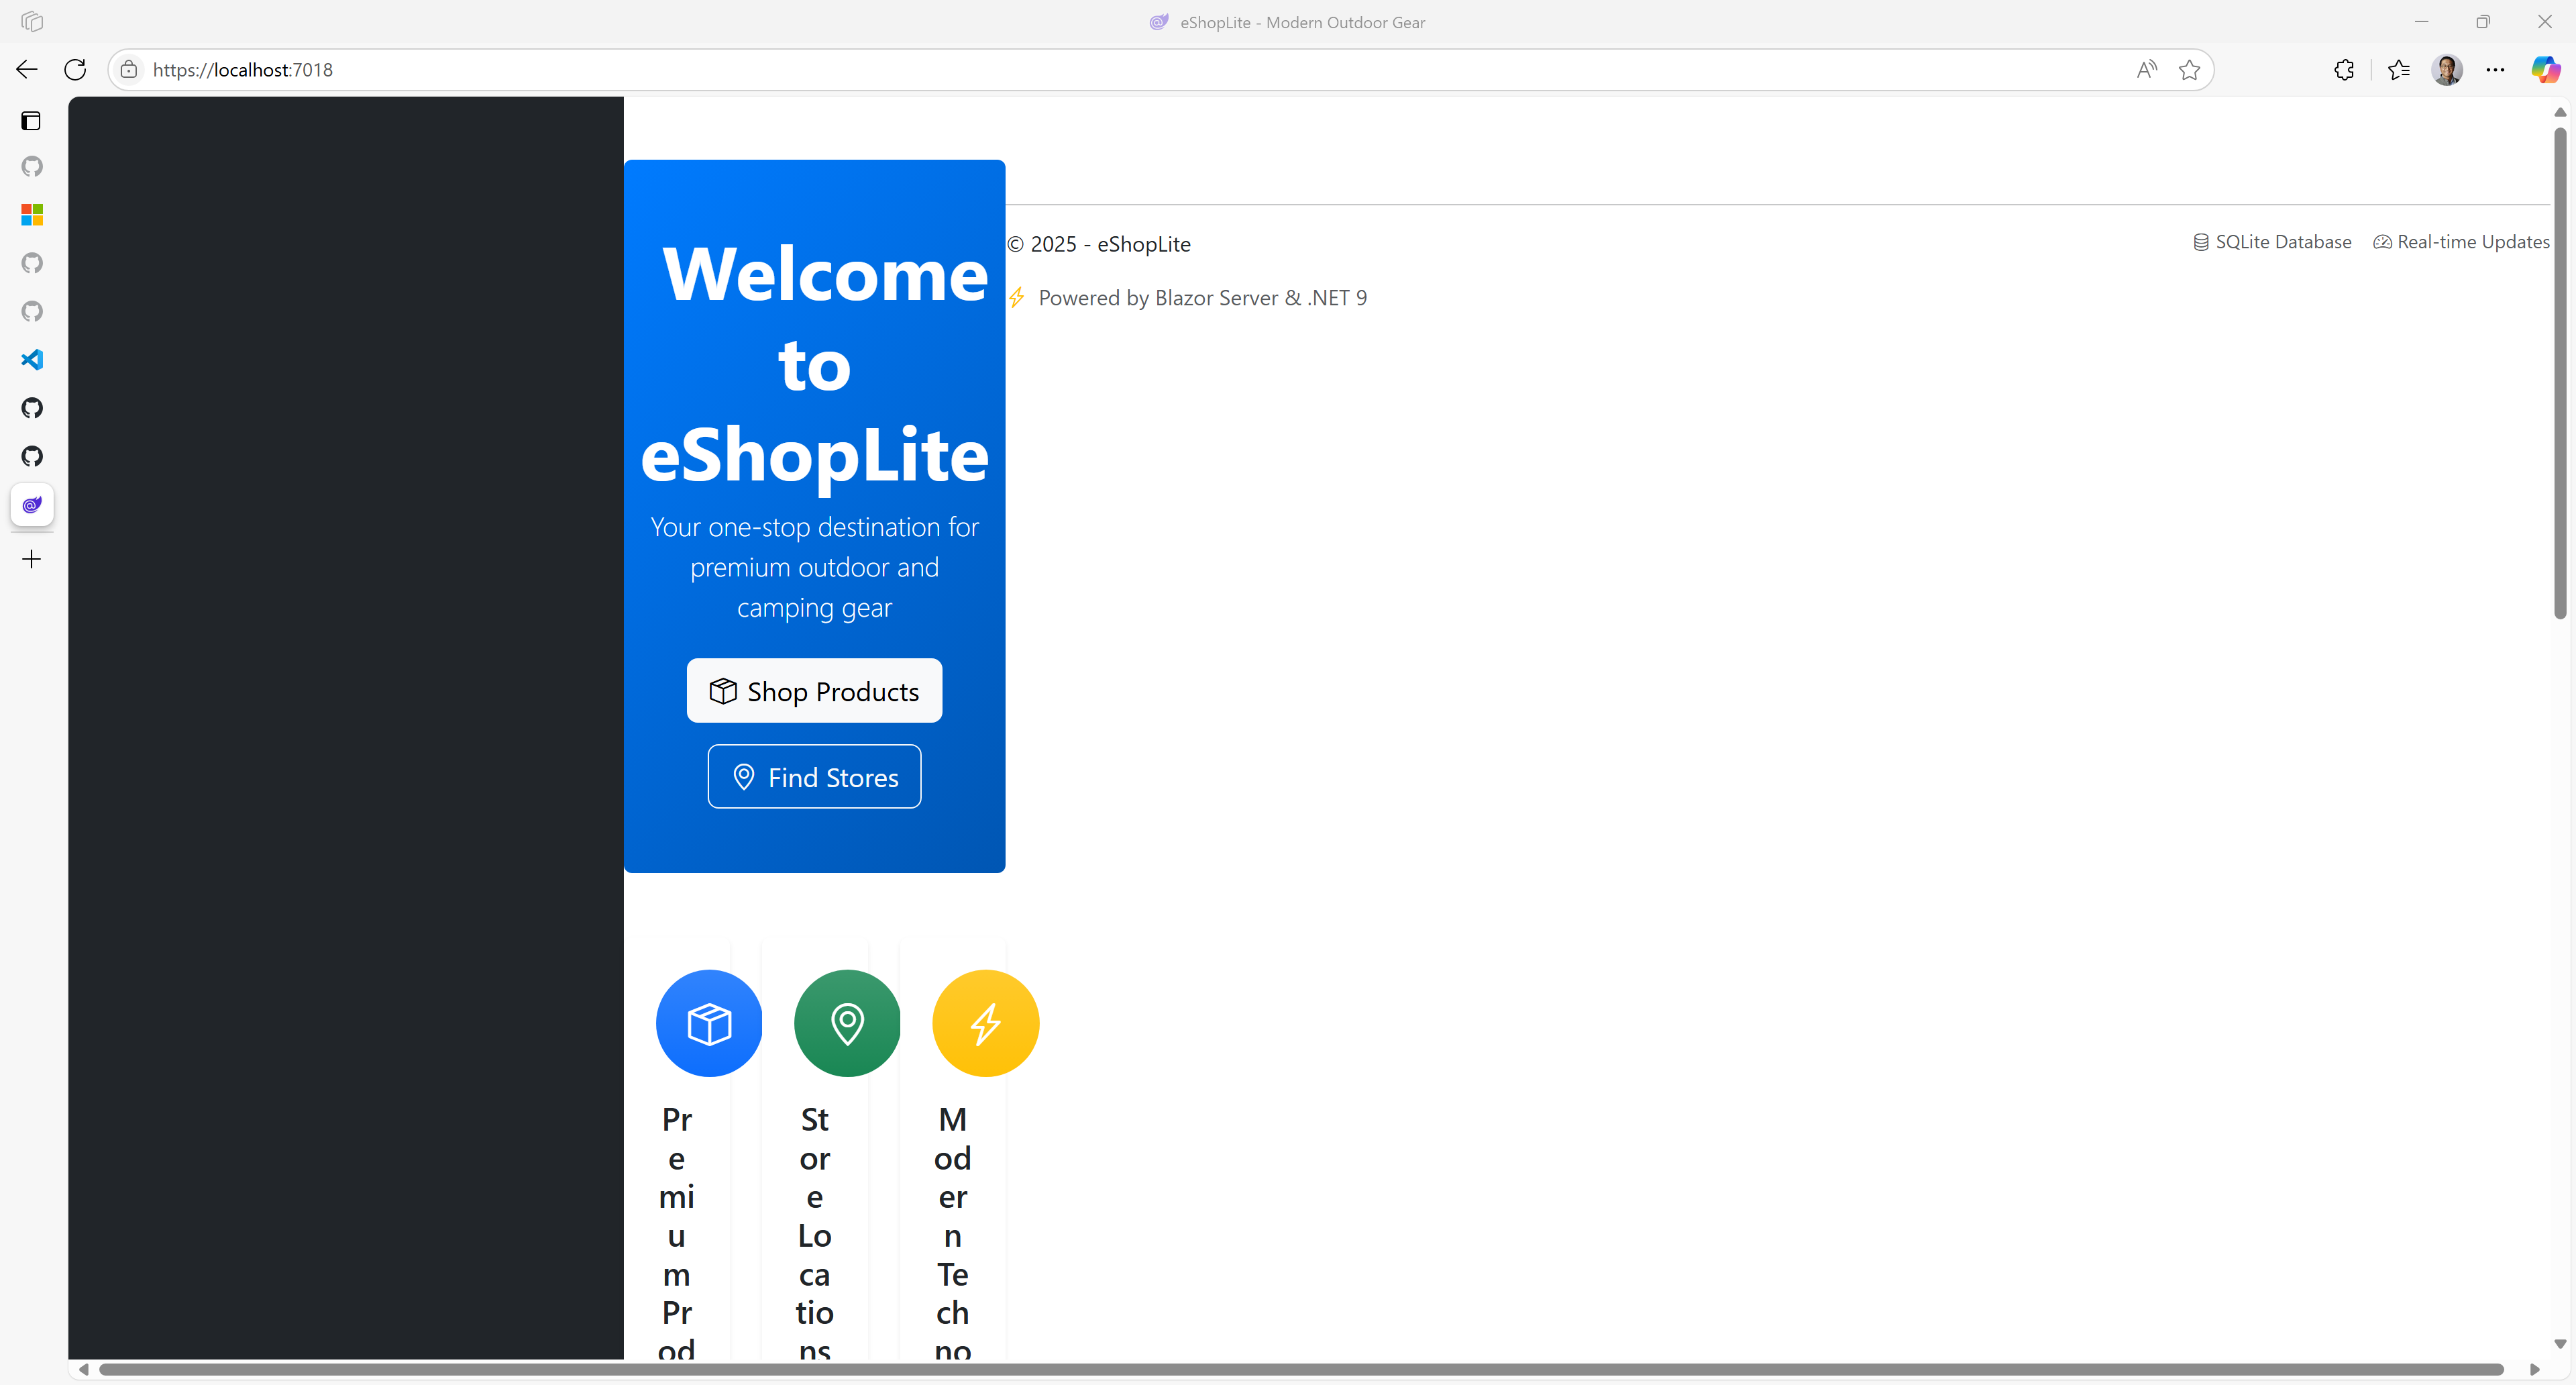 eShopLite - Modern Outdoor Gear
https://localhost:7018
Welcome
to
eShopLite
Your one-stop destination for
premium outdoor and
camping gear
Shop Products
Find Stores
© 2025 - eShopLite
Powered by Blazor Server & .NET 9
SQLite Database
Real-time Updates
Pr
e
mi
u
m
Pr
od
St
or
e
Lo
ca
tio
ns
M
od
er
n
Te
ch
no